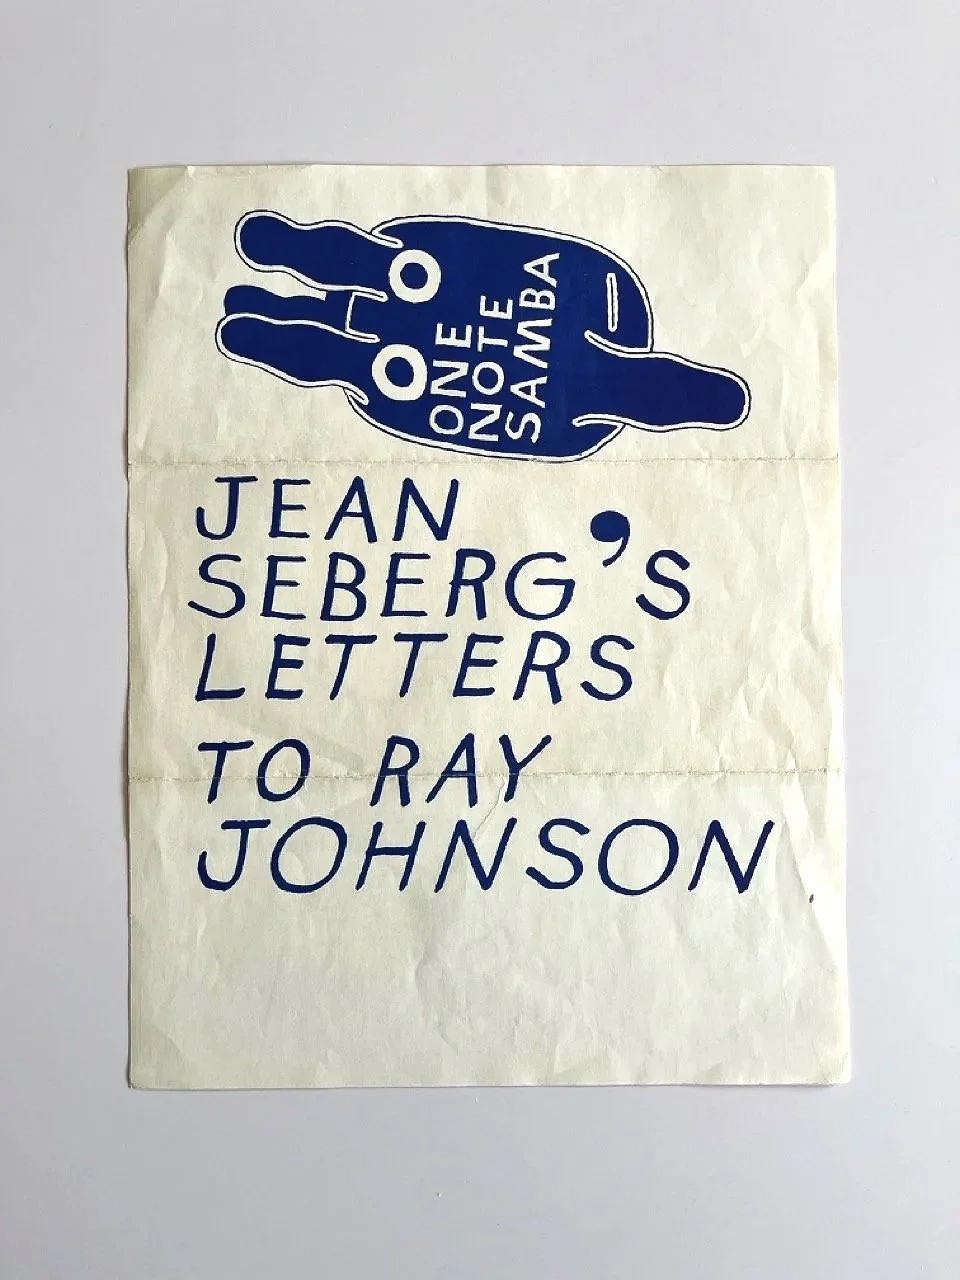 ONE
NOTE
SAMBA
JEAN
SEBERG'S
LETTERS
TO RAY
JOHNSON